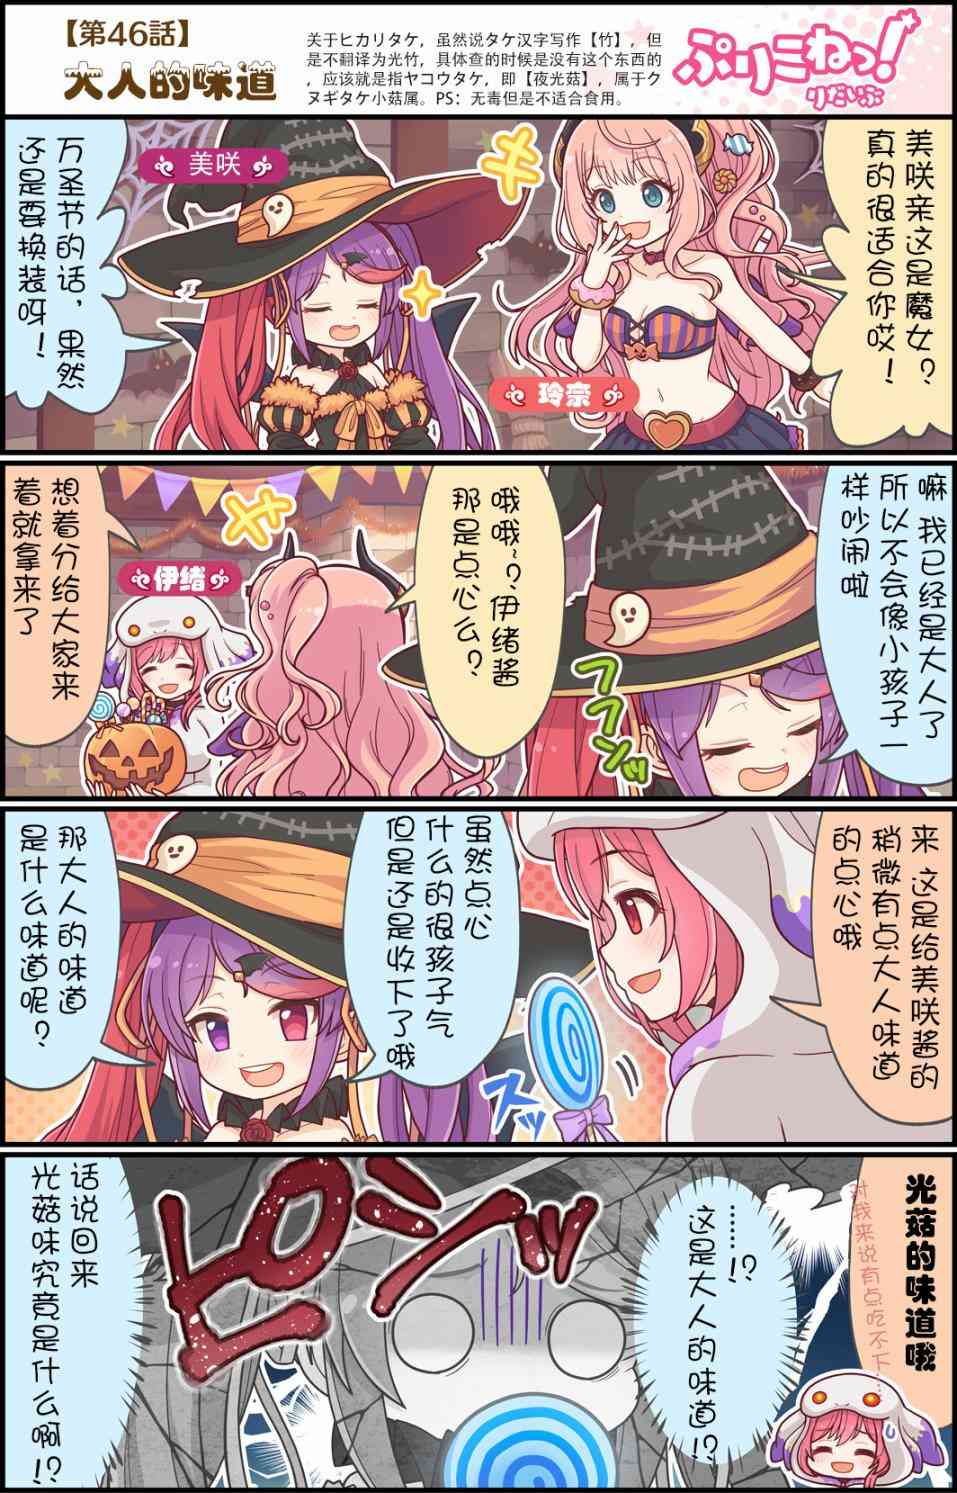 【第46話】
大人的味道
关于ヒカリタケ，虽然说タケ汉字写作【竹】，但
是不翻译为光竹，具体查的时候是没有这个东西的
，应该就是指ヤコウタケ，即【夜光菇】，属于ク
ヌギタケ小菇属。PS：无毒但是不适合食用。
ぷりこねっ!
りだいぶ
美咲亲这是魔女？
真的很适合你哎！
美咲
玲奈
万圣节的话，果然
还是要换装呀！
嘛 我已经是大人了
所以不会像小孩子一
样吵闹啦
フフンッ
哦哦~？伊绪酱
那是点心么？
伊绪
想着分给大家来
着就拿来了
来 这是给美咲酱的
稍微有点大人味道
的点心哦
スッ
虽然点心
什么的很孩子气
但是还是收下了哦
那大人的味道
是什么味道呢？
光菇的味道哦
对我来说有点吃不下……
……!?
这是大人的味道!?
ピシッ
话说回来
光菇味究竟是什么啊!?